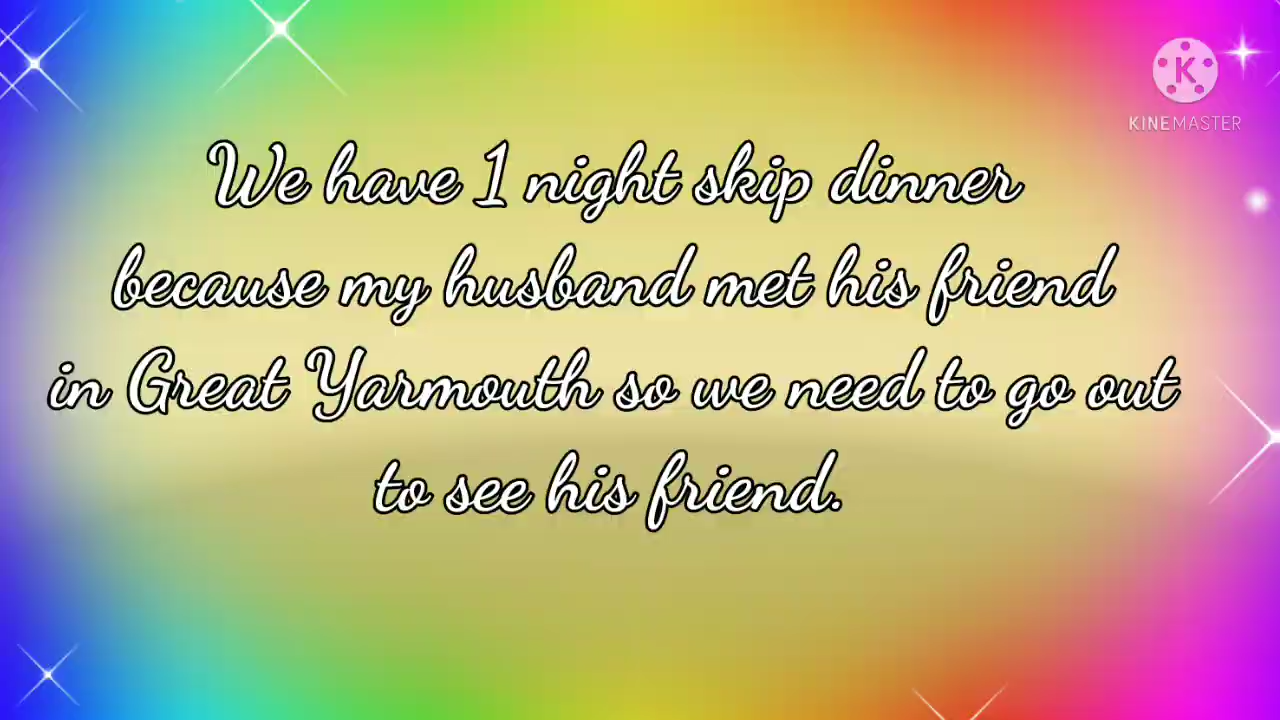 K
KINEMASTER
We have 1 night skip dinner
because my husband met his friend
in Great Yarmouth so we need to go out
to see his friend.